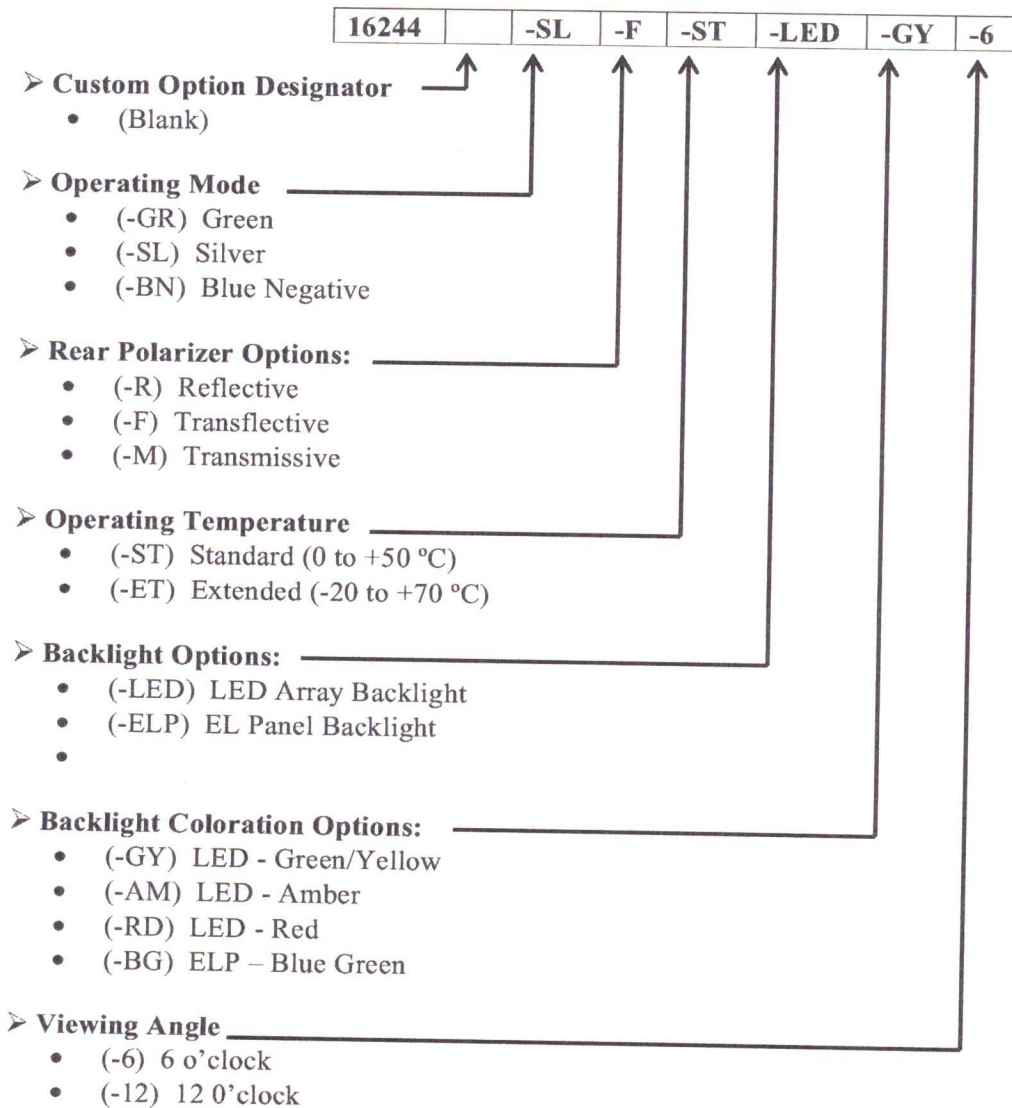 16244 -SL -F -ST -LED -GY -6
➢ Custom Option Designator
• (Blank)
➢ Operating Mode
• (-GR) Green
• (-SL) Silver
• (-BN) Blue Negative
➢ Rear Polarizer Options:
• (-R) Reflective
• (-F) Transflective
• (-M) Transmissive
➢ Operating Temperature
• (-ST) Standard (0 to +50 ºC)
• (-ET) Extended (-20 to +70 ºC)
➢ Backlight Options:
• (-LED) LED Array Backlight
• (-ELP) EL Panel Backlight
•
➢ Backlight Coloration Options:
• (-GY) LED - Green/Yellow
• (-AM) LED - Amber
• (-RD) LED - Red
• (-BG) ELP – Blue Green
➢ Viewing Angle
• (-6) 6 o’clock
• (-12) 12 0’clock